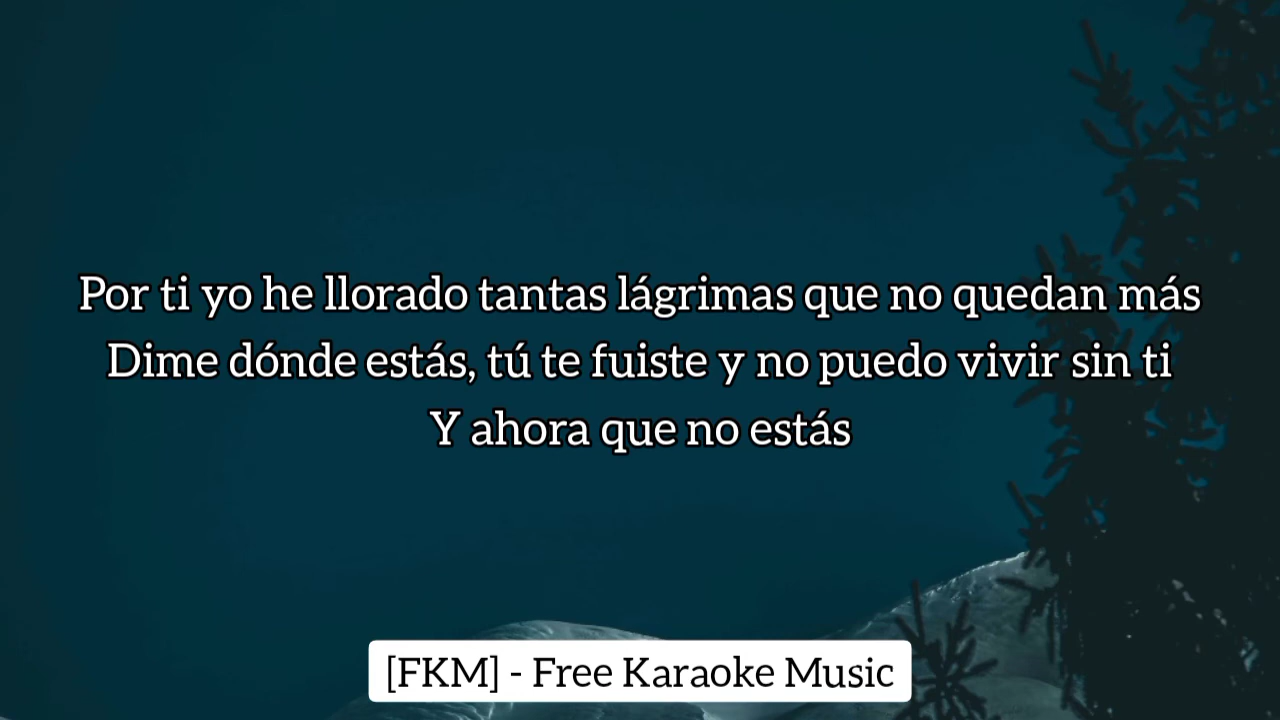 Por ti yo he llorado tantas lágrimas que no quedan más
Dime dónde estás, tú te fuiste y no puedo vivir sin ti
Y ahora que no estás
[FKM] - Free Karaoke Music